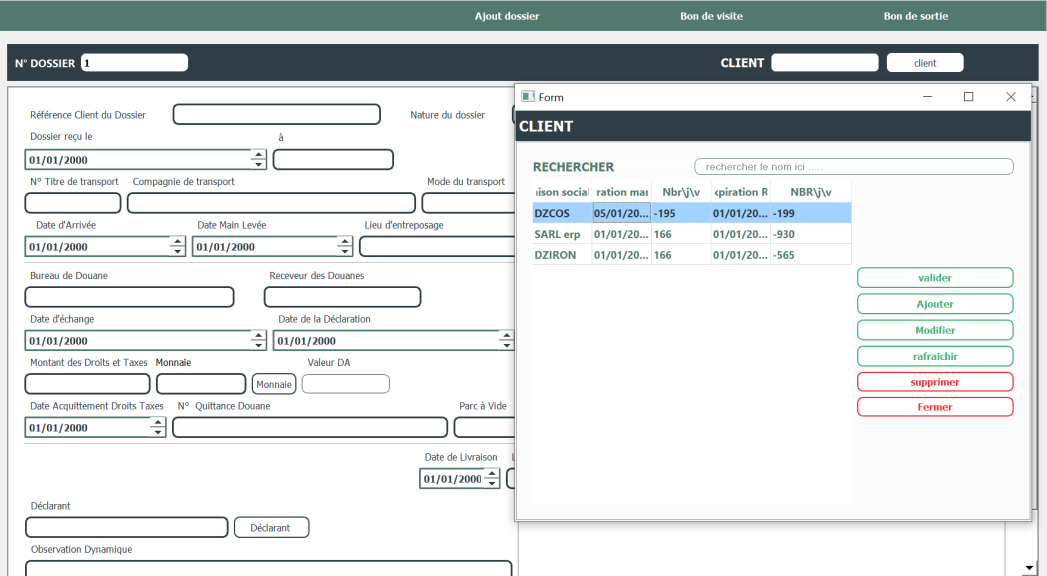 Ajout dossier Bon de visite Bon de sortie
N° DOSSIER 1 CLIENT client
Référence Client du Dossier Nature du dossier
Dossier reçu le à
01/01/2000
N° Titre de transport Compagnie de transport Mode du transport
Date d'Arrivée Date Main Levée Lieu d'entreposage
01/01/2000 01/01/2000
Bureau de Douane Receveur des Douanes
Date d'échange Date de la Déclaration
01/01/2000 01/01/2000
Montant des Droits et Taxes Monnaie Valeur DA
Monnaie
Date Acquittement Droits Taxes N° Quittance Douane Parc à Vide
01/01/2000
Date de Livraison
01/01/2000
Déclarant
Déclarant
Observation Dynamique
Form
CLIENT
RECHERCHER rechercher le nom ici .....
aison social ration mar Nbr\j\v xpiration R NBR\j\v
DZCOS 05/01/20... -195 01/01/20... -199
SARL erp 01/01/20... 166 01/01/20... -930
DZIRON 01/01/20... 166 01/01/20... -565
valider
Ajouter
Modifier
rafraichir
supprimer
Fermer